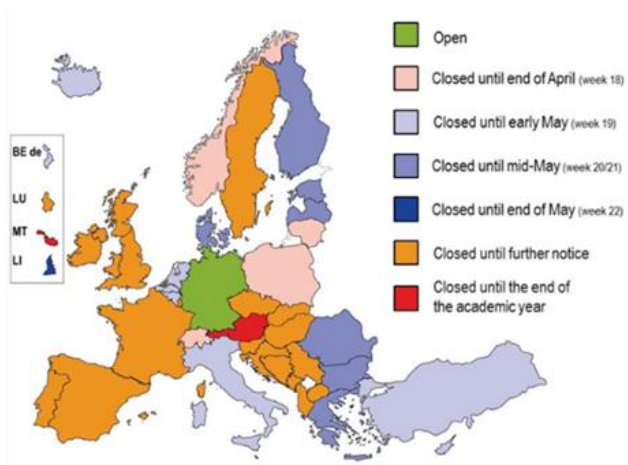 Open
Closed until end of April (week 18)
Closed until early May (week 19)
BE de
Closed until mid-May (week 20/21)
LU
Closed until end of May (week 22)
MT
LI
Closed until further notice
Closed until the end of
the academic year